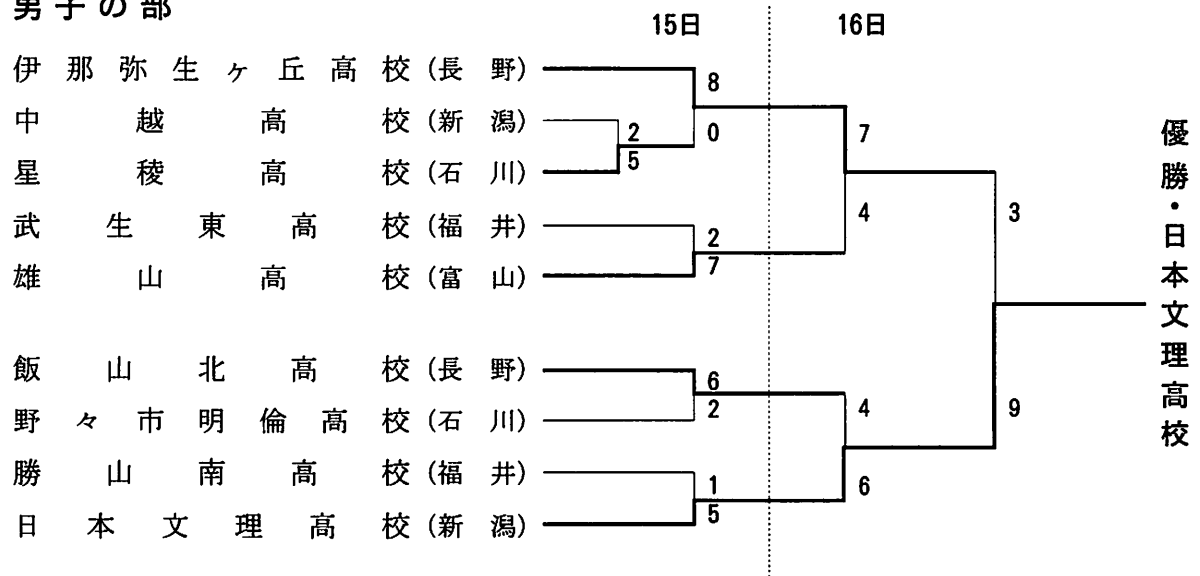 男子の部
15日 16日
伊那弥生ヶ丘高校(長野)
8
中越高校(新潟)
2
0
7
星稜高校(石川)
5
武生東高校(福井)
2
4
3
雄山高校(富山)
7
飯山北高校(長野)
6
野々市明倫高校(石川)
2
4
9
勝山南高校(福井)
1
6
日本文理高校(新潟)
5
優勝・日本文理高校